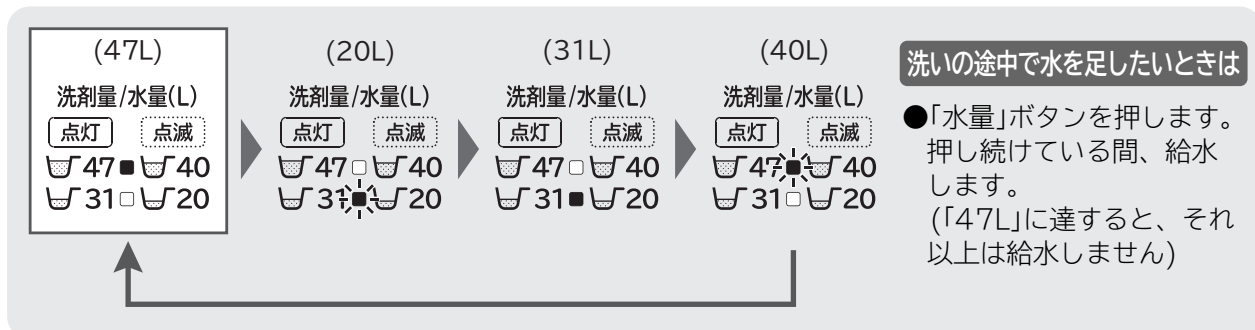 (47L)
洗剤量/水量(L)
点灯 点滅
47 40
31 20
(20L)
洗剤量/水量(L)
点灯 点滅
47 40
31 20
(31L)
洗剤量/水量(L)
点灯 点滅
47 40
31 20
(40L)
洗剤量/水量(L)
点灯 点滅
47 40
31 20
洗いの途中で水を足したいときは
●「水量」ボタンを押します。
押し続けている間、給水
します。
(「47L」に達すると、それ
以上は給水しません)